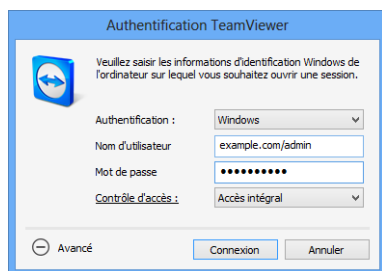 Authentification TeamViewer
Veuillez saisir les informations d'identification Windows de
l'ordinateur sur lequel vous souhaitez ouvrir une session.
Authentification : Windows
Nom d'utilisateur example.com/admin
Mot de passe ••••••••••
Contrôle d'accès : Accès intégral
Avancé Connexion Annuler